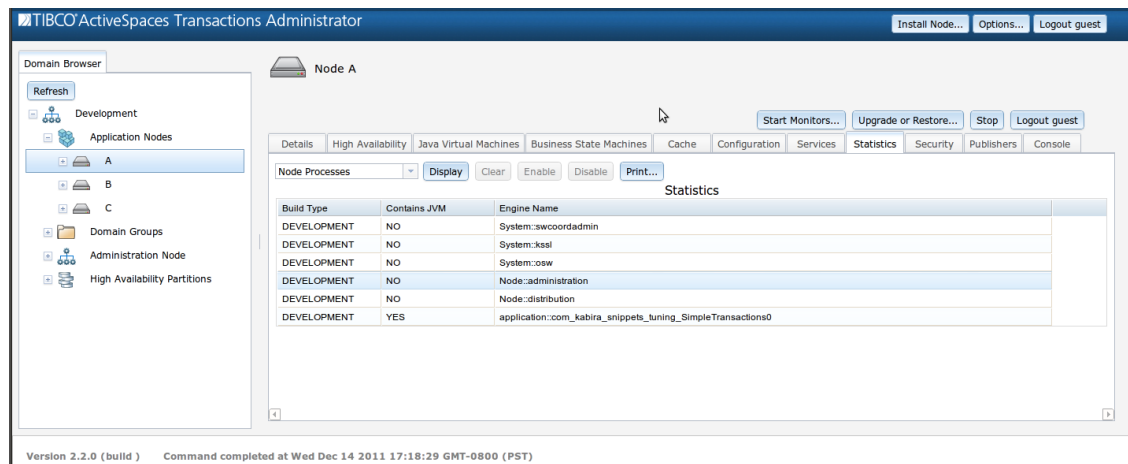 TIBCO ActiveSpaces Transactions Administrator
Install Node... Options... Logout guest
Domain Browser
Refresh
Development
Application Nodes
A
B
C
Domain Groups
Administration Node
High Availability Partitions
Node A
Start Monitors... Upgrade or Restore... Stop Logout guest
Details High Availability Java Virtual Machines Business State Machines Cache Configuration Services Statistics Security Publishers Console
Node Processes Display Clear Enable Disable Print...
Statistics
Build Type Contains JVM Engine Name
DEVELOPMENT NO System::swcoordadmin
DEVELOPMENT NO System::kssl
DEVELOPMENT NO System::osw
DEVELOPMENT NO Node::administration
DEVELOPMENT NO Node::distribution
DEVELOPMENT YES application::com_kabira_snippets_tuning_SimpleTransactions0
Version 2.2.0 (build ) Command completed at Wed Dec 14 2011 17:18:29 GMT-0800 (PST)